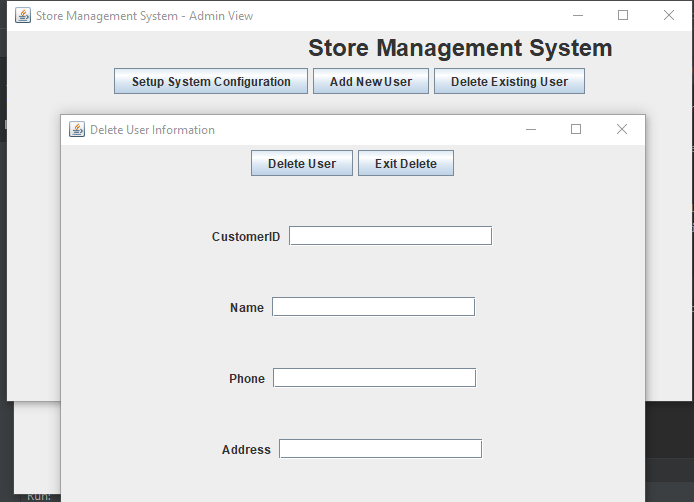 Store Management System - Admin View
Store Management System
Setup System Configuration Add New User Delete Existing User
Delete User Information
Delete User Exit Delete
CustomerID
Name
Phone
Address
Run: